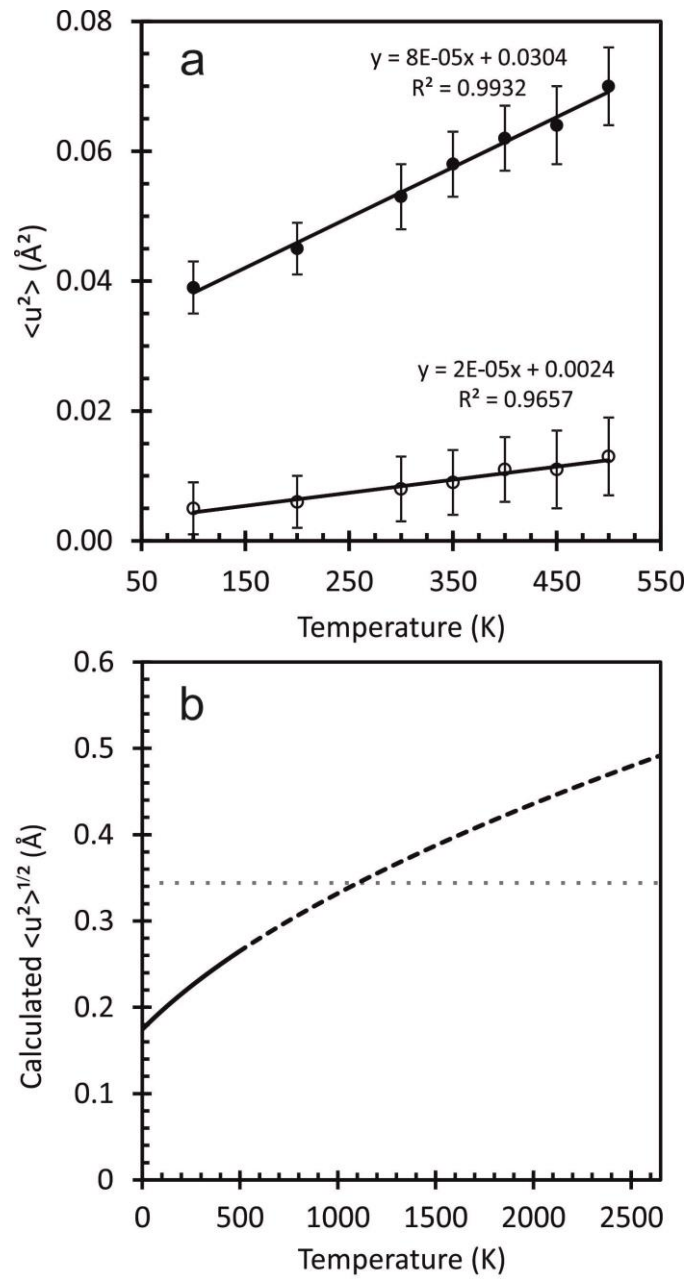 a
y = 8E-05x + 0.0304
R² = 0.9932
y = 2E-05x + 0.0024
R² = 0.9657
<u²> (Å²)
0.08
0.06
0.04
0.02
0.00
50 150 250 350 450 550
Temperature (K)
b
Calculated <u²>^1/2 (Å)
0.6
0.5
0.4
0.3
0.2
0.1
0
0 500 1000 1500 2000 2500
Temperature (K)